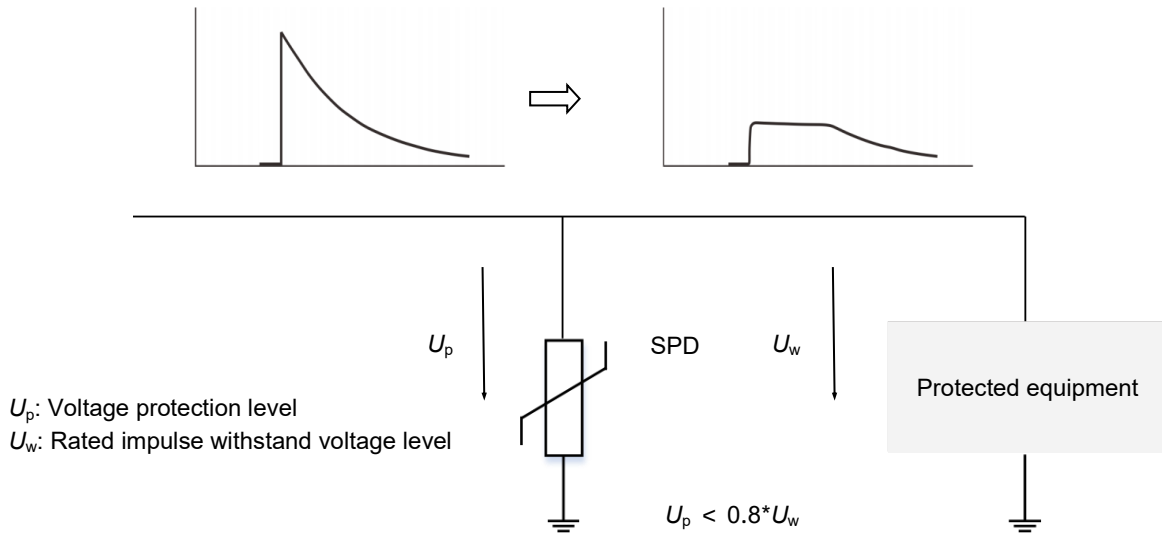 Up
SPD
Uw
Protected equipment
Up: Voltage protection level
Uw: Rated impulse withstand voltage level
Up < 0.8*Uw